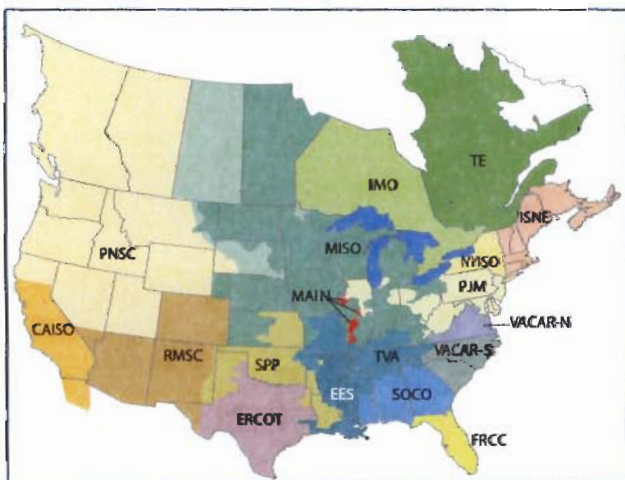 TE
IMO
ISNE
MISO
PNSC
NYISO
PJM
MAIN
VACAR-N
CAISO
RMSC
SPP
TVA
VACAR-S
EES
SOCO
ERCOT
FRCC